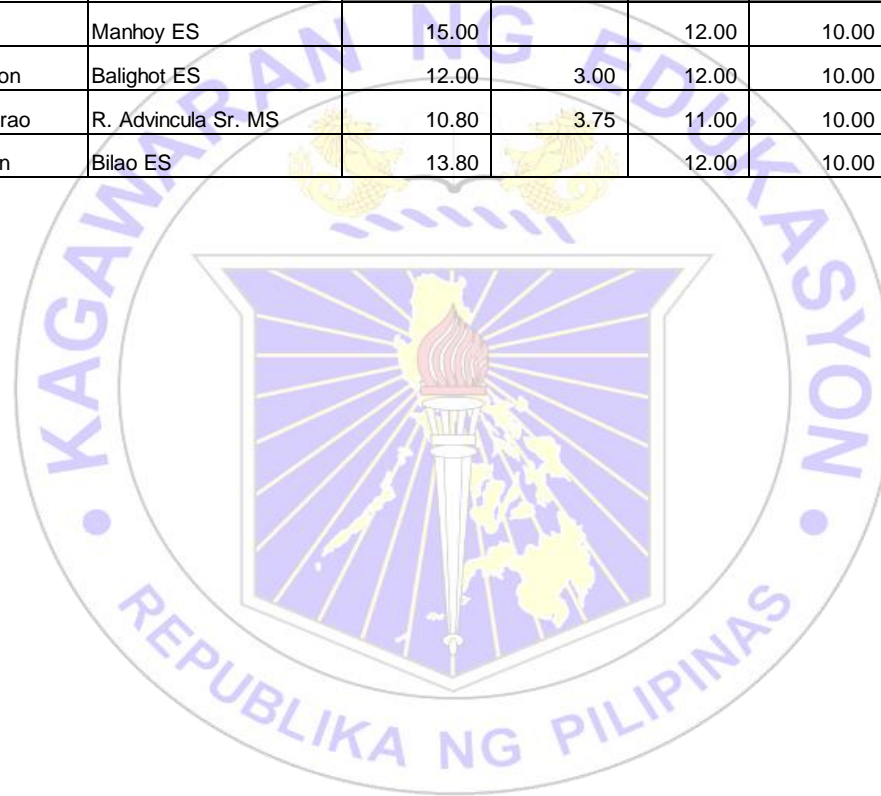 Manhoy ES 15.00 12.00 10.00
on Balighot ES 12.00 3.00 12.00 10.00
rao R. Advincula Sr. MS 10.80 3.75 11.00 10.00
n Bilao ES 13.80 12.00 10.00
KAGAWARAN NG EDUKASYON
REPUBLIKA NG PILIPINAS